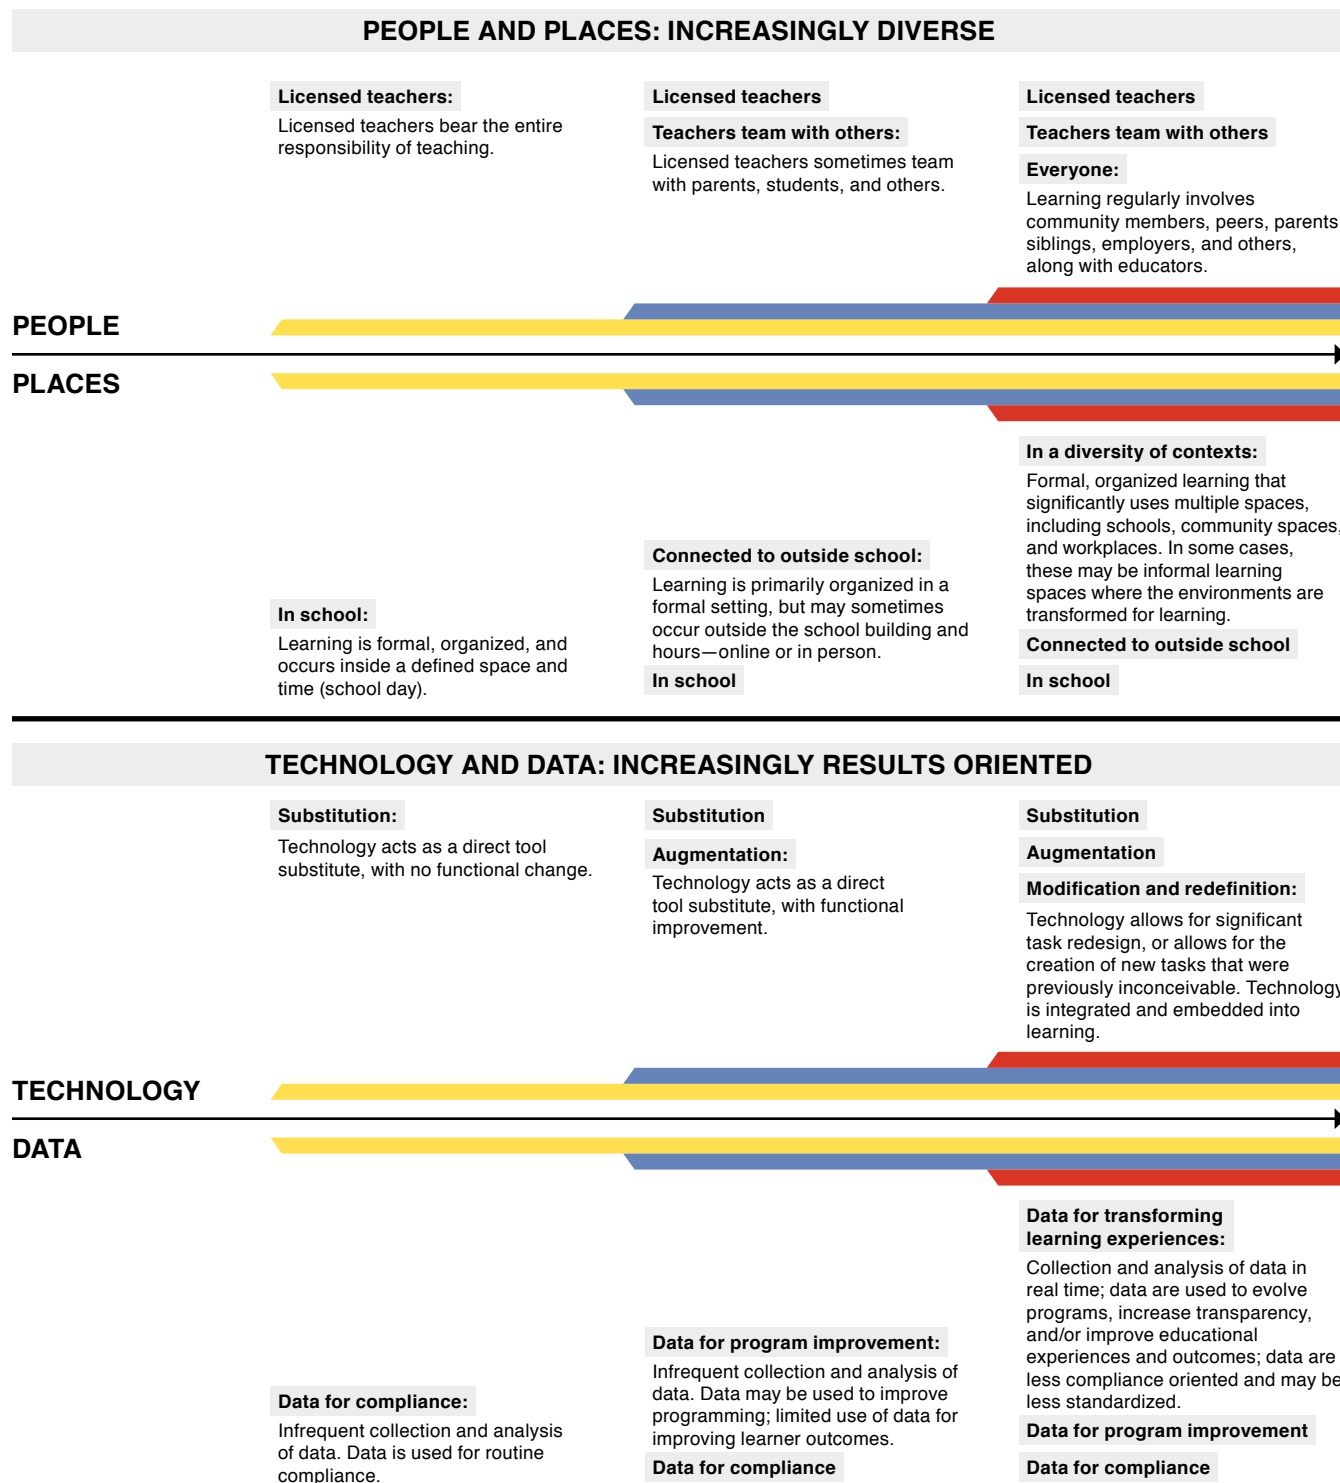 PEOPLE AND PLACES: INCREASINGLY DIVERSE
Licensed teachers:
Licensed teachers bear the entire
responsibility of teaching.
Licensed teachers
Teachers team with others:
Licensed teachers sometimes team
with parents, students, and others.
Licensed teachers
Teachers team with others
Everyone:
Learning regularly involves
community members, peers, parents,
siblings, employers, and others,
along with educators.
PEOPLE
PLACES
In school:
Learning is formal, organized, and
occurs inside a defined space and
time (school day).
Connected to outside school:
Learning is primarily organized in a
formal setting, but may sometimes
occur outside the school building and
hours—online or in person.
In school
In a diversity of contexts:
Formal, organized learning that
significantly uses multiple spaces,
including schools, community spaces,
and workplaces. In some cases,
these may be informal learning
spaces where the environments are
transformed for learning.
Connected to outside school
In school
TECHNOLOGY AND DATA: INCREASINGLY RESULTS ORIENTED
Substitution:
Technology acts as a direct tool
substitute, with no functional change.
Substitution
Augmentation:
Technology acts as a direct
tool substitute, with functional
improvement.
Substitution
Augmentation
Modification and redefinition:
Technology allows for significant
task redesign, or allows for the
creation of new tasks that were
previously inconceivable. Technology
is integrated and embedded into
learning.
TECHNOLOGY
DATA
Data for compliance:
Infrequent collection and analysis
of data. Data is used for routine
compliance.
Data for program improvement:
Infrequent collection and analysis of
data. Data may be used to improve
programming; limited use of data for
improving learner outcomes.
Data for compliance
Data for transforming
learning experiences:
Collection and analysis of data in
real time; data are used to evolve
programs, increase transparency,
and/or improve educational
experiences and outcomes; data are
less compliance oriented and may be
less standardized.
Data for program improvement
Data for compliance